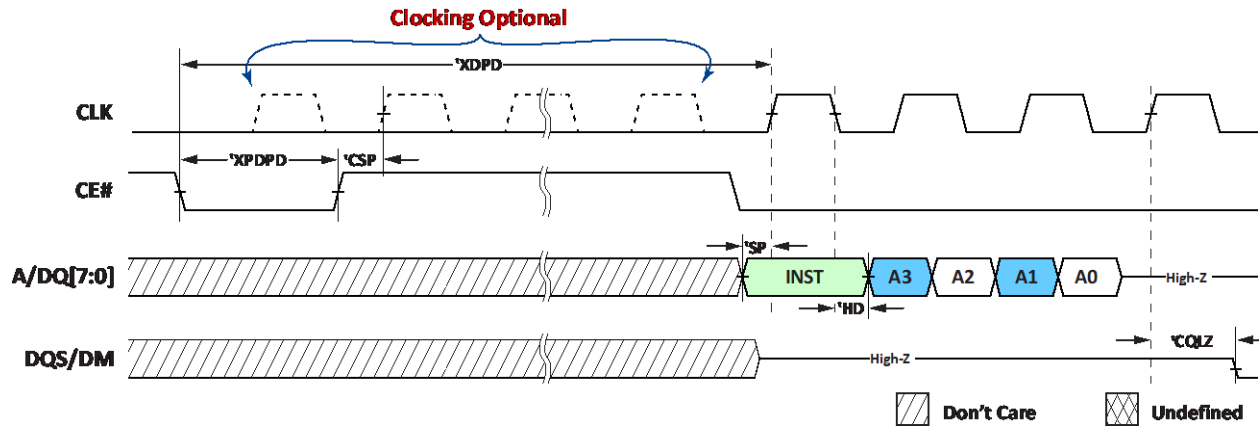 Clocking Optional
tXDPD
CLK
tXPDPD
tCSP
CE#
tSP
A/DQ[7:0]
INST
A3
A2
A1
A0
High-Z
tHD
DQS/DM
High-Z
tCQLZ
Don't Care
Undefined